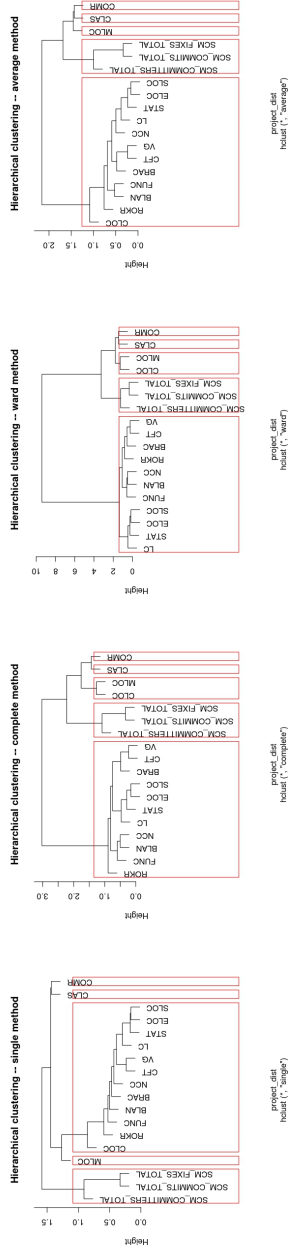 Hierarchical clustering -- single method
Height
0.0 0.5 1.0 1.5
SCM_COMMITTERS_TOTAL
SCM_COMMITS_TOTAL
SCM_FIXES_TOTAL
MLOC
CLOC
ROKR
FUNC
BLAN
BRAC
NCC
CFT
VG
LC
STAT
ELOC
SLOC
CLAS
COMR
project_dist
hclust (*, "single")
Hierarchical clustering -- complete method
Height
0.0 1.0 2.0 3.0
ROKR
FUNC
BLAN
NCC
LC
STAT
ELOC
SLOC
BRAC
CFT
VG
SCM_COMMITTERS_TOTAL
SCM_COMMITS_TOTAL
SCM_FIXES_TOTAL
CLOC
MLOC
CLAS
COMR
project_dist
hclust (*, "complete")
Hierarchical clustering -- ward method
Height
0 2 4 6 8 10
LC
STAT
ELOC
SLOC
FUNC
BLAN
NCC
ROKR
BRAC
CFT
VG
SCM_COMMITTERS_TOTAL
SCM_COMMITS_TOTAL
SCM_FIXES_TOTAL
CLOC
MLOC
CLAS
COMR
project_dist
hclust (*, "ward")
Hierarchical clustering -- average method
Height
0.0 0.5 1.0 1.5 2.0
CLOC
ROKR
BLAN
FUNC
BRAC
CFT
VG
NCC
LC
STAT
ELOC
SLOC
SCM_COMMITTERS_TOTAL
SCM_COMMITS_TOTAL
SCM_FIXES_TOTAL
MLOC
CLAS
COMR
project_dist
hclust (*, "average")